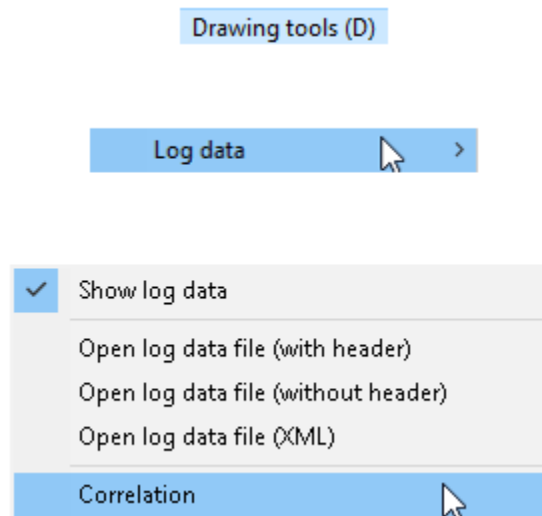 Drawing tools (D)
Log data
Show log data
Open log data file (with header)
Open log data file (without header)
Open log data file (XML)
Correlation